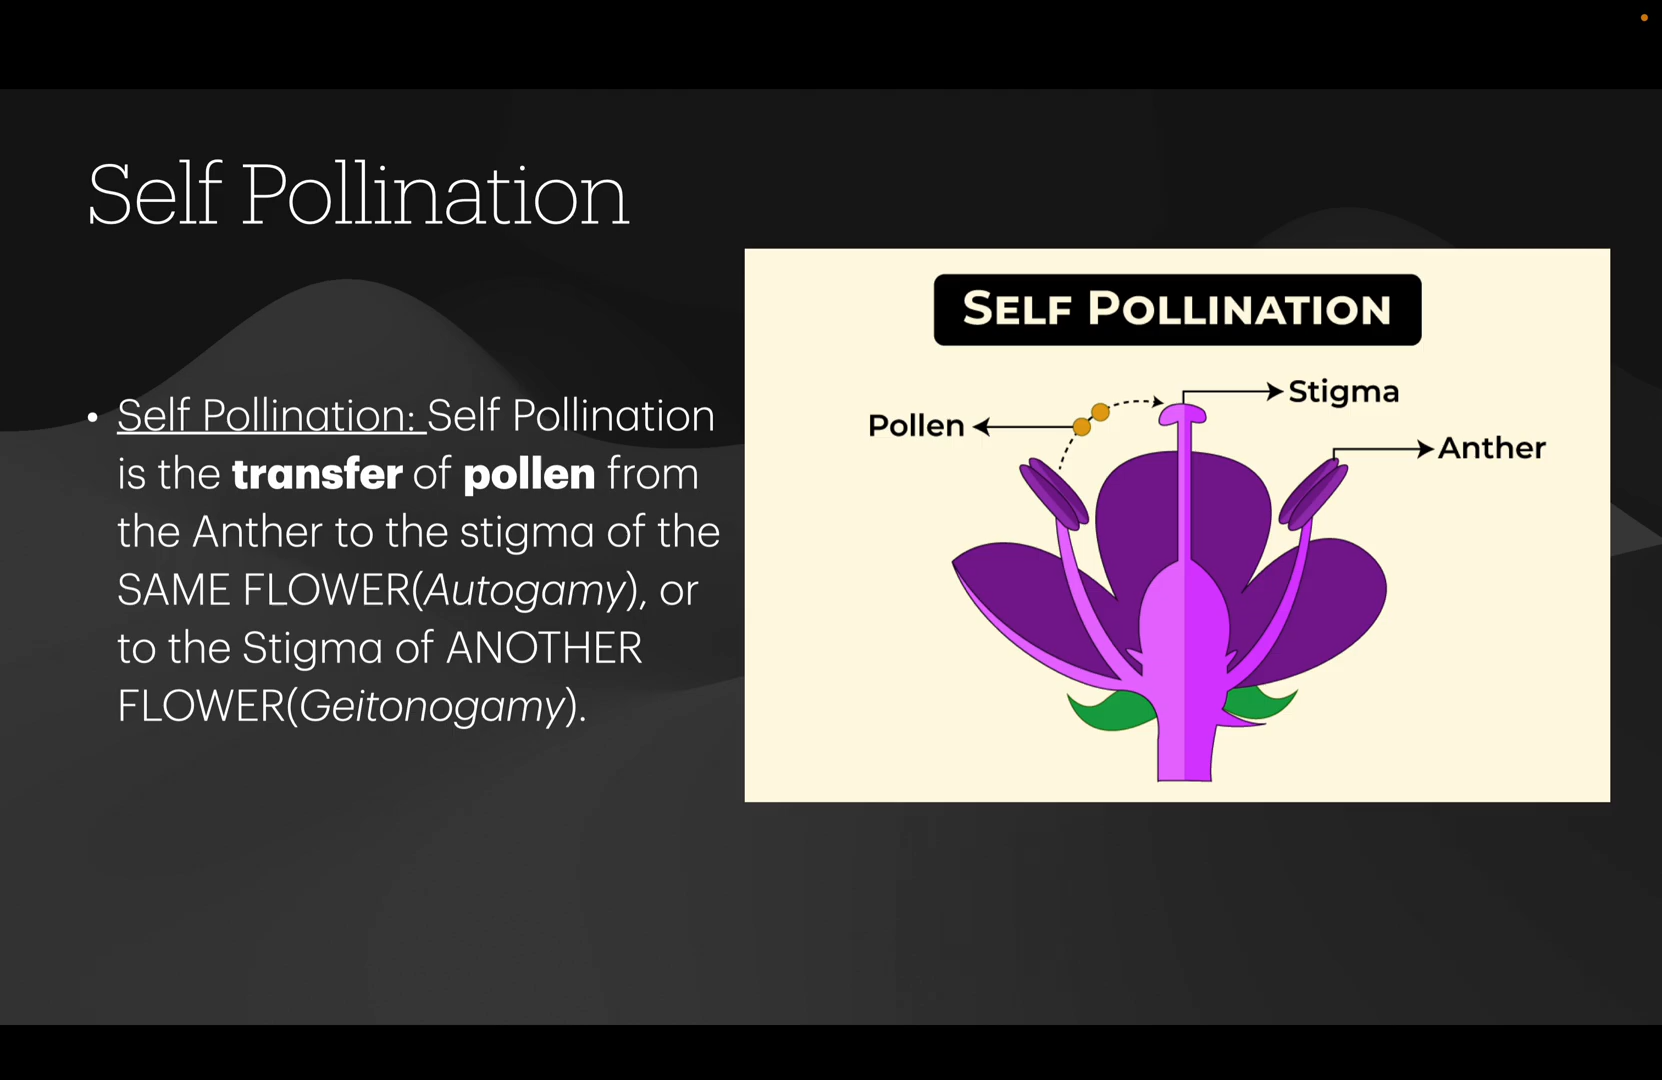 Self Pollination
• Self Pollination: Self Pollination
is the transfer of pollen from
the Anther to the stigma of the
SAME FLOWER(Autogamy), or
to the Stigma of ANOTHER
FLOWER(Geitonogamy).
SELF POLLINATION
Stigma
Pollen
Anther